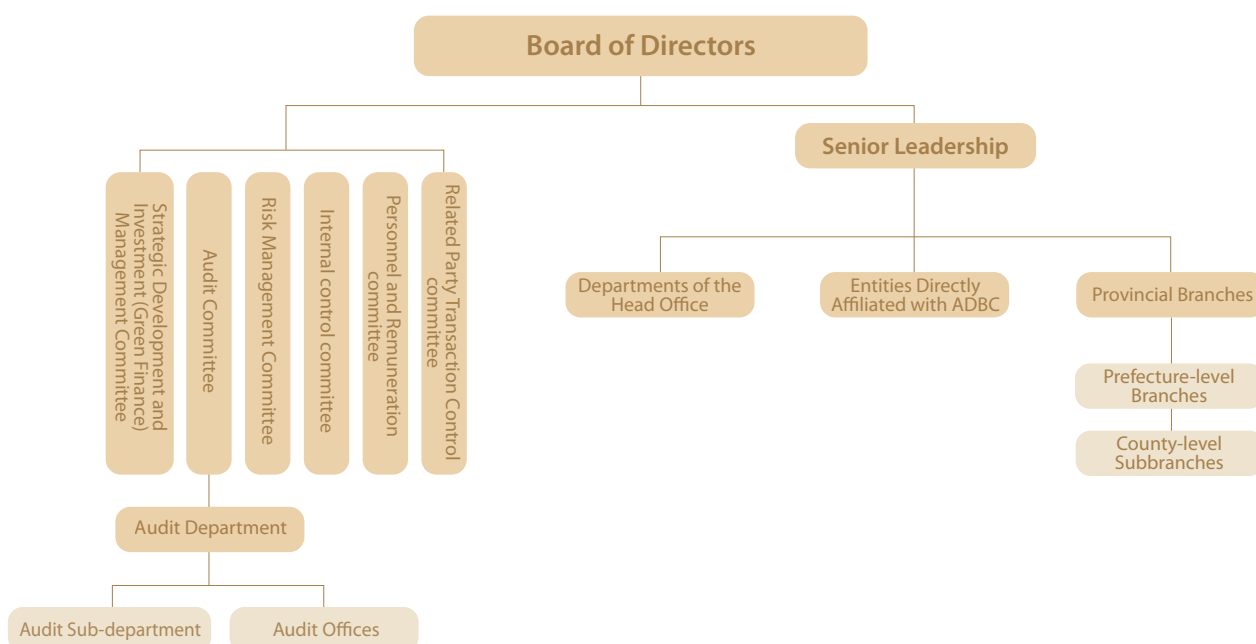 Board of Directors
Senior Leadership
Strategic Development and
Investment (Green Finance)
Management Committee
Audit Committee
Risk Management Committee
Internal control committee
Personnel and Remuneration
committee
Related Party Transaction Control
committee
Departments of the
Head Office
Entities Directly
Affiliated with ADBC
Provincial Branches
Prefecture-level
Branches
County-level
Subbranches
Audit Department
Audit Sub-department
Audit Offices